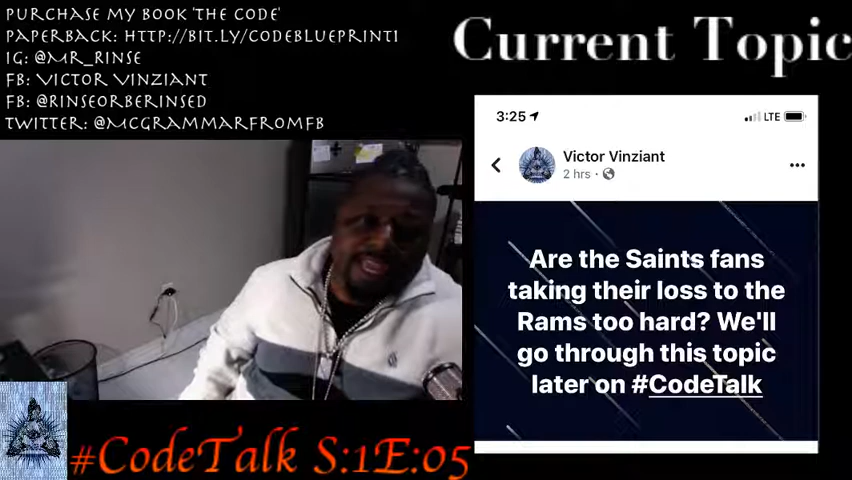 PURCHASE MY BOOK 'THE CODE'
PAPERBACK: HTTP://BIT.LY/CODEBLUEPRINT1
IG: @MR_RINSE
FB: VICTOR VINZIANT
FB: @RINSEORBERINSED
TWITTER: @MCGRAMMARFROMFB
Current Topic
3:25
LTE
Victor Vinziant
2 hrs ·
Are the Saints fans
taking their loss to the
Rams too hard? We'll
go through this topic
later on #CodeTalk
#CodeTalk S:1E:05